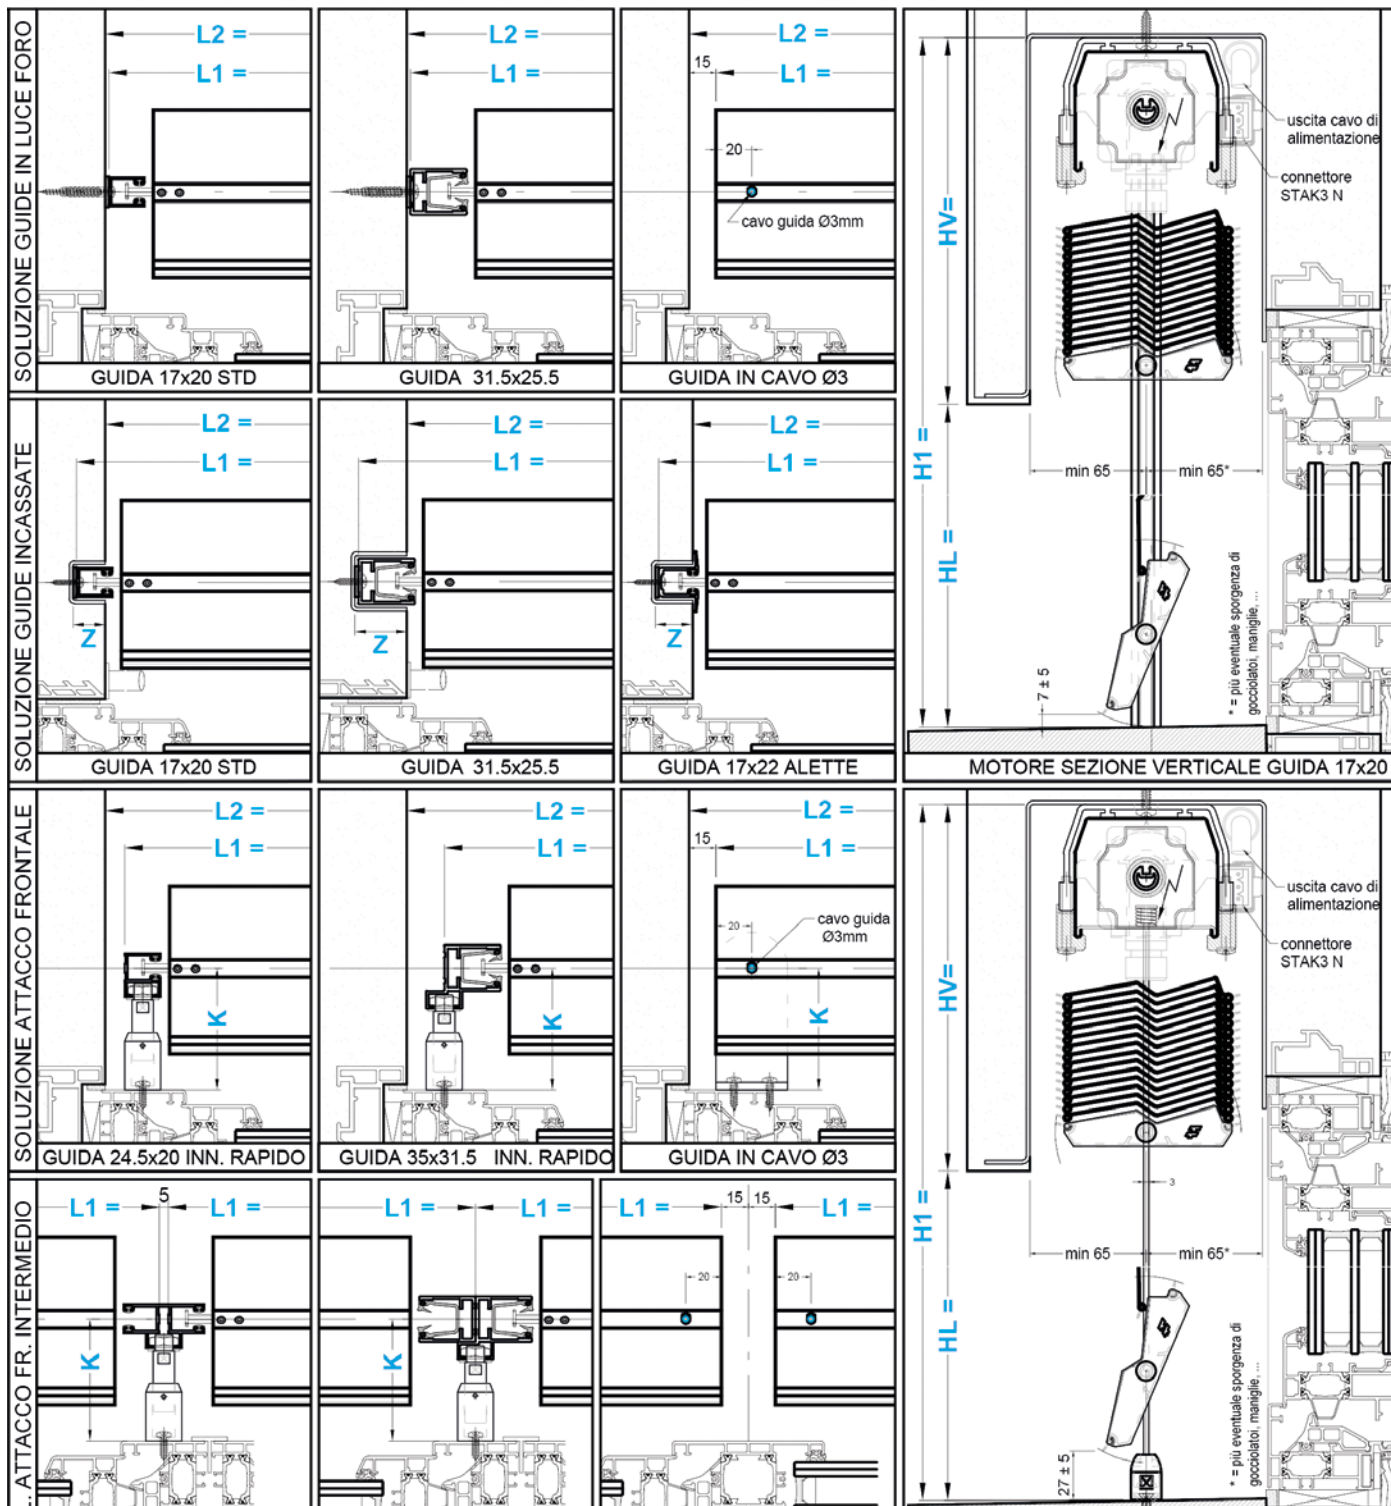 SOLUZIONE GUIDE IN LUCE FORO
L2 =
L1 =
GUIDA 17x20 STD
L2 =
L1 =
GUIDA 31.5x25.5
L2 =
15
L1 =
20
cavo guida Ø3mm
GUIDA IN CAVO Ø3
HV=
H1 =
HL =
uscita cavo di
alimentazione
connettore
STAK3 N
min 65
min 65*
7 ± 5
* = più eventuale sporgenza di
gocciolatoi, maniglie, ...
MOTORE SEZIONE VERTICALE GUIDA 17x20
SOLUZIONE GUIDE INCASSATE
L2 =
L1 =
Z
GUIDA 17x20 STD
L2 =
L1 =
Z
GUIDA 31.5x25.5
L2 =
L1 =
Z
GUIDA 17x22 ALETTE
SOLUZIONE ATTACCO FRONTALE
L2 =
L1 =
K
GUIDA 24.5x20 INN. RAPIDO
L2 =
L1 =
K
GUIDA 35x31.5 INN. RAPIDO
L2 =
15
L1 =
20
cavo guida
Ø3mm
K
GUIDA IN CAVO Ø3
HV=
H1 =
HL =
uscita cavo di
alimentazione
connettore
STAK3 N
3
min 65
min 65*
27 ± 5
* = più eventuale sporgenza di
gocciolatoi, maniglie, ...
. ATTACCO FR. INTERMEDIO
L1 =
5
L1 =
K
L1 =
L1 =
K
L1 =
15
15
L1 =
20
20